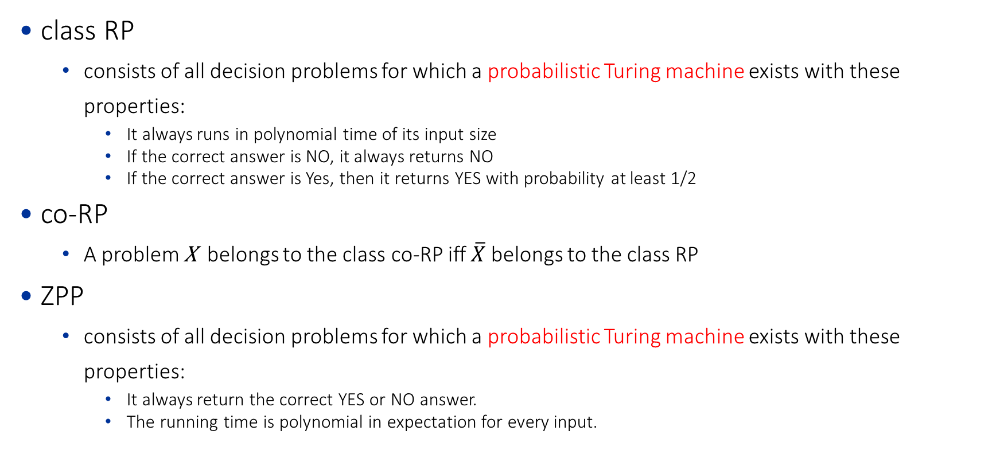 • class RP
• consists of all decision problems for which a probabilistic Turing machine exists with these
properties:
• It always runs in polynomial time of its input size
• If the correct answer is NO, it always returns NO
• If the correct answer is Yes, then it returns YES with probability at least 1/2
• co-RP
• A problem X belongs to the class co-RP iff X̄ belongs to the class RP
• ZPP
• consists of all decision problems for which a probabilistic Turing machine exists with these
properties:
• It always return the correct YES or NO answer.
• The running time is polynomial in expectation for every input.